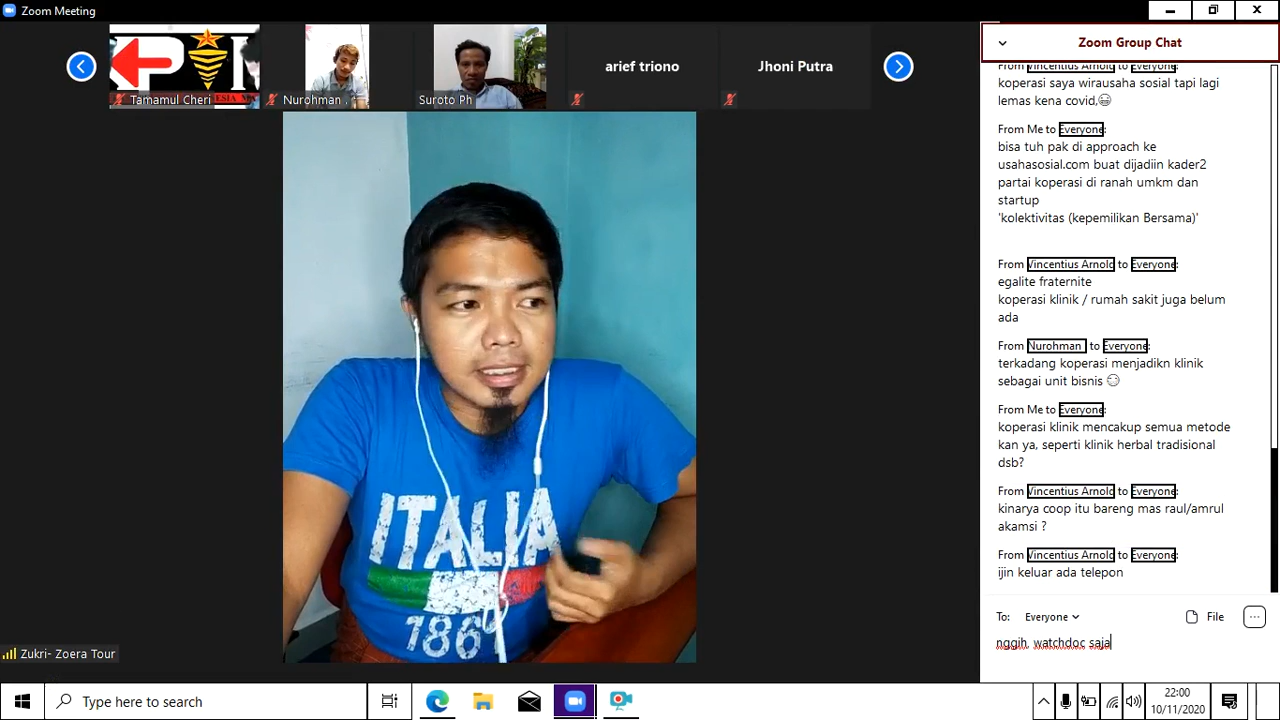 Zoom Meeting
Tamamul Cheri
ESIA
Nurohman .
Suroto Ph
arief triono
Jhoni Putra
ITALIA
186
Zukri- Zoera Tour
Zoom Group Chat
From Vincentius Arnold to Everyone:
koperasi saya wirausaha sosial tapi lagi
lemas kena covid,😀
From Me to Everyone:
bisa tuh pak di approach ke
usahasosial.com buat dijadiin kader2
partai koperasi di ranah umkm dan
startup
'kolektivitas (kepemilikan Bersama)'
From Vincentius Arnold to Everyone:
egalite fraternite
koperasi klinik / rumah sakit juga belum
ada
From Nurohman to Everyone:
terkadang koperasi menjadikn klinik
sebagai unit bisnis 😏
From Me to Everyone:
koperasi klinik mencakup semua metode
kan ya, seperti klinik herbal tradisional
dsb?
From Vincentius Arnold to Everyone:
kinarya coop itu bareng mas raul/amrul
akamsi ?
From Vincentius Arnold to Everyone:
ijin keluar ada telepon
To: Everyone
File
nggih, watchdoc saja
Type here to search
22:00
10/11/2020